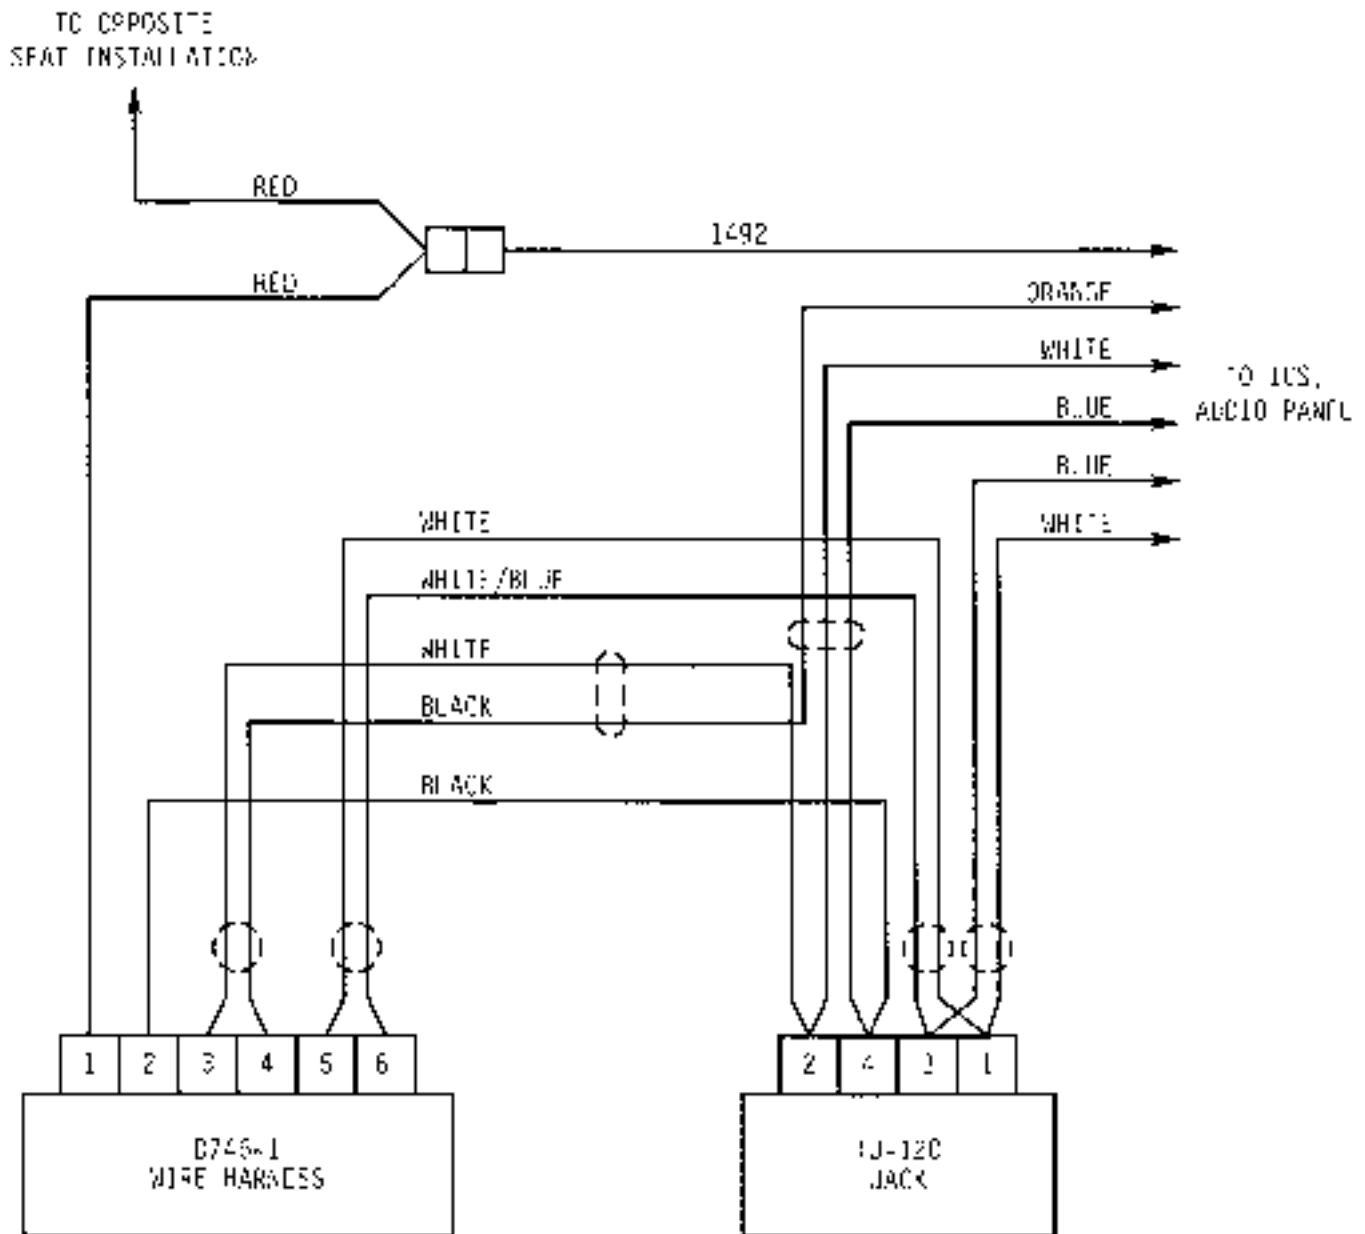 TO OPPOSITE
SEAT INSTALLATION
RED
1492
RED
ORANGE
WHITE
TO ICS,
AUDIO PANEL
BLUE
BLUE
WHITE
WHITE
WHITE/BLUE
WHITE
BLACK
BLACK
1 2 3 4 5 6
2 4 3 1
WIRE HARNESS
JACK